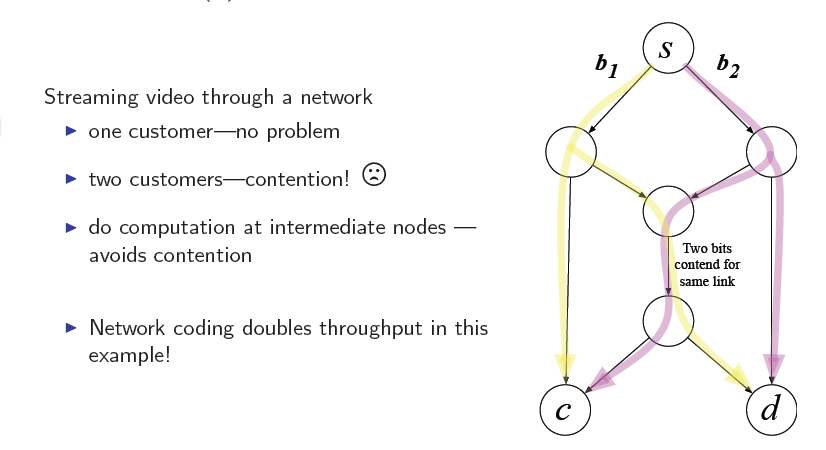 Streaming video through a network
one customer—no problem
two customers—contention! ☹
do computation at intermediate nodes —
avoids contention
Network coding doubles throughput in this
example!
s
b1
b2
Two bits
contend for
same link
c
d